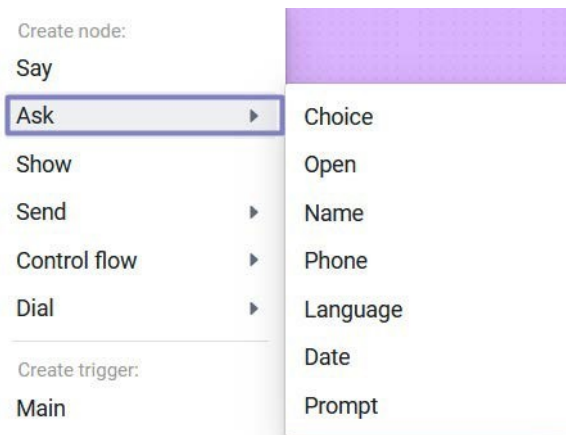 Create node:
Say
Ask
Show
Send
Control flow
Dial
Create trigger:
Main
Choice
Open
Name
Phone
Language
Date
Prompt